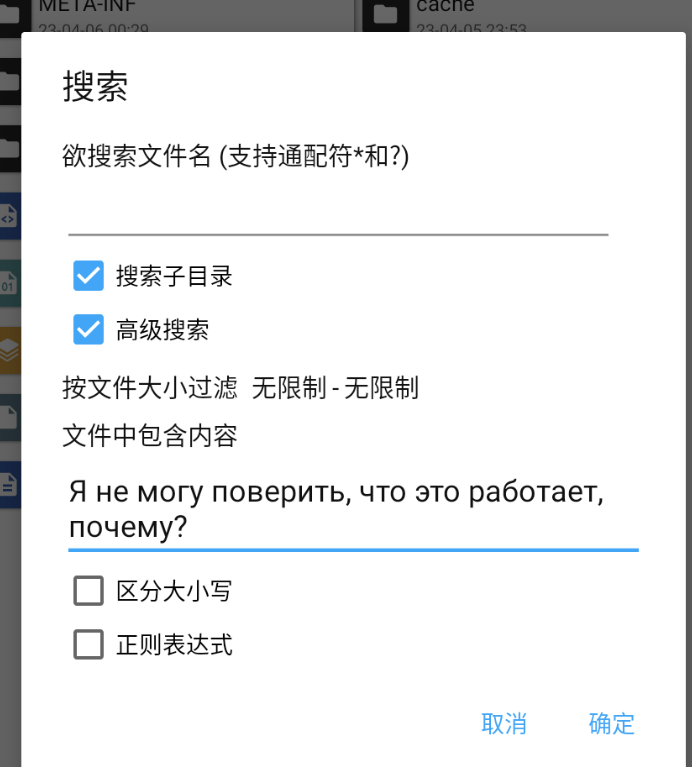 META-INF
cache
23-04-06 00:29
23-04-05 23:53
搜索
欲搜索文件名 (支持通配符*和?)
搜索子目录
高级搜索
按文件大小过滤 无限制 - 无限制
文件中包含内容
Я не могу поверить, что это работает,
почему?
区分大小写
正则表达式
取消 确定